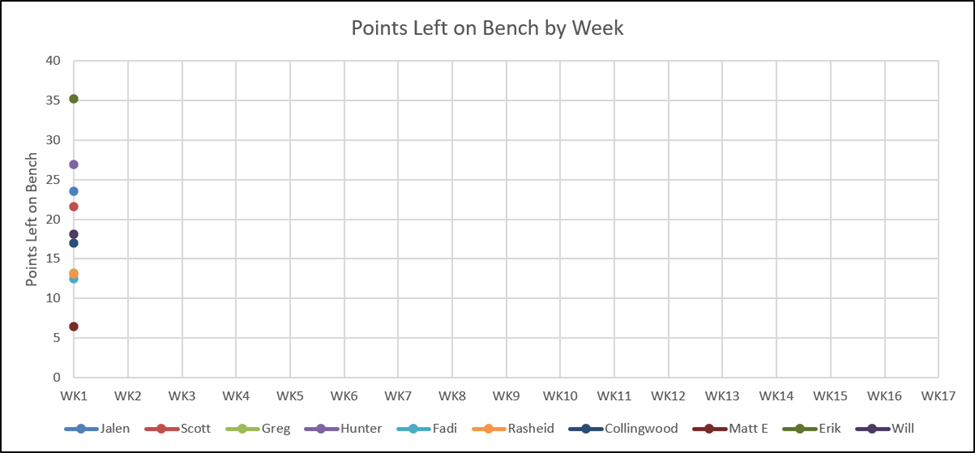 Points Left on Bench by Week
Points Left on Bench
40
35
30
25
20
15
10
5
0
WK1 WK2 WK3 WK4 WK5 WK6 WK7 WK8 WK9 WK10 WK11 WK12 WK13 WK14 WK15 WK16 WK17
Jalen Scott Greg Hunter Fadi Rasheid Collingwood Matt E Erik Will